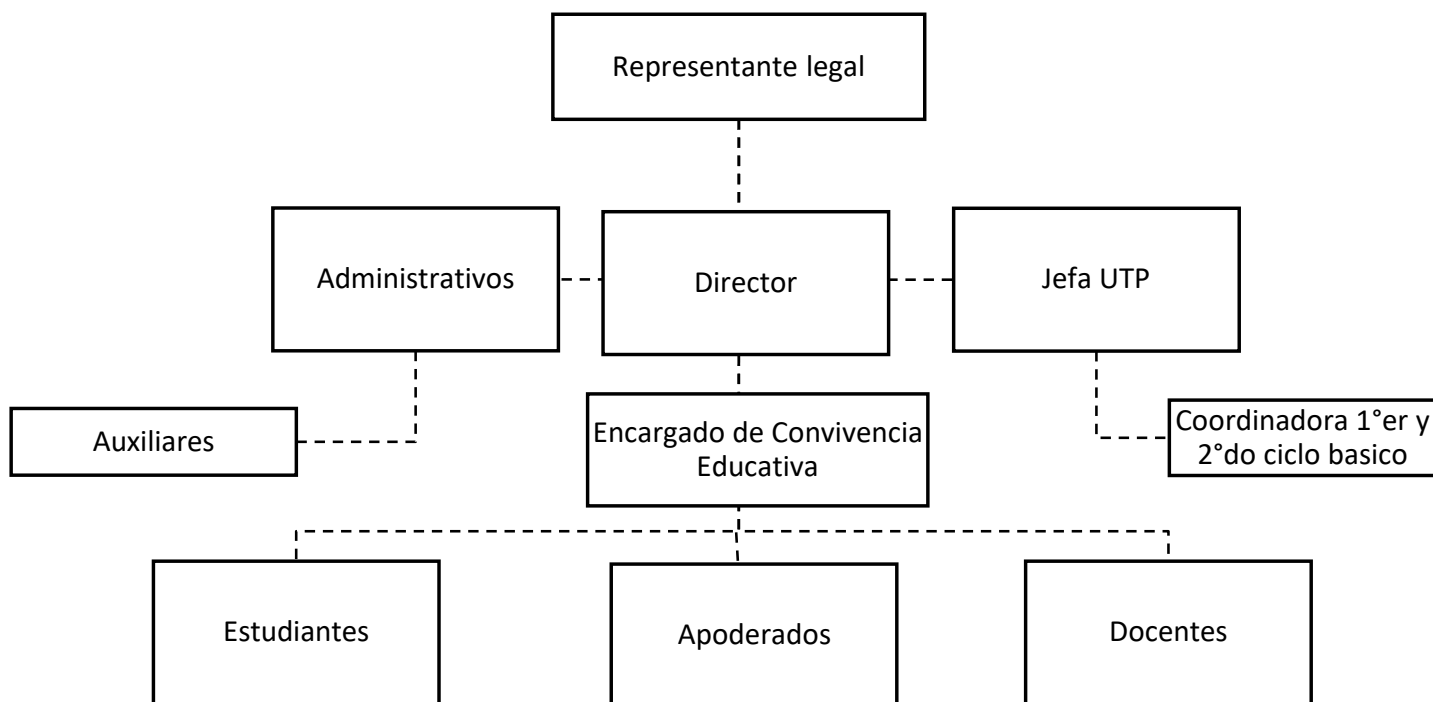 Representante legal
Administrativos
Director
Jefa UTP
Auxiliares
Encargado de Convivencia
Educativa
Coordinadora 1°er y
2°do ciclo basico
Estudiantes
Apoderados
Docentes